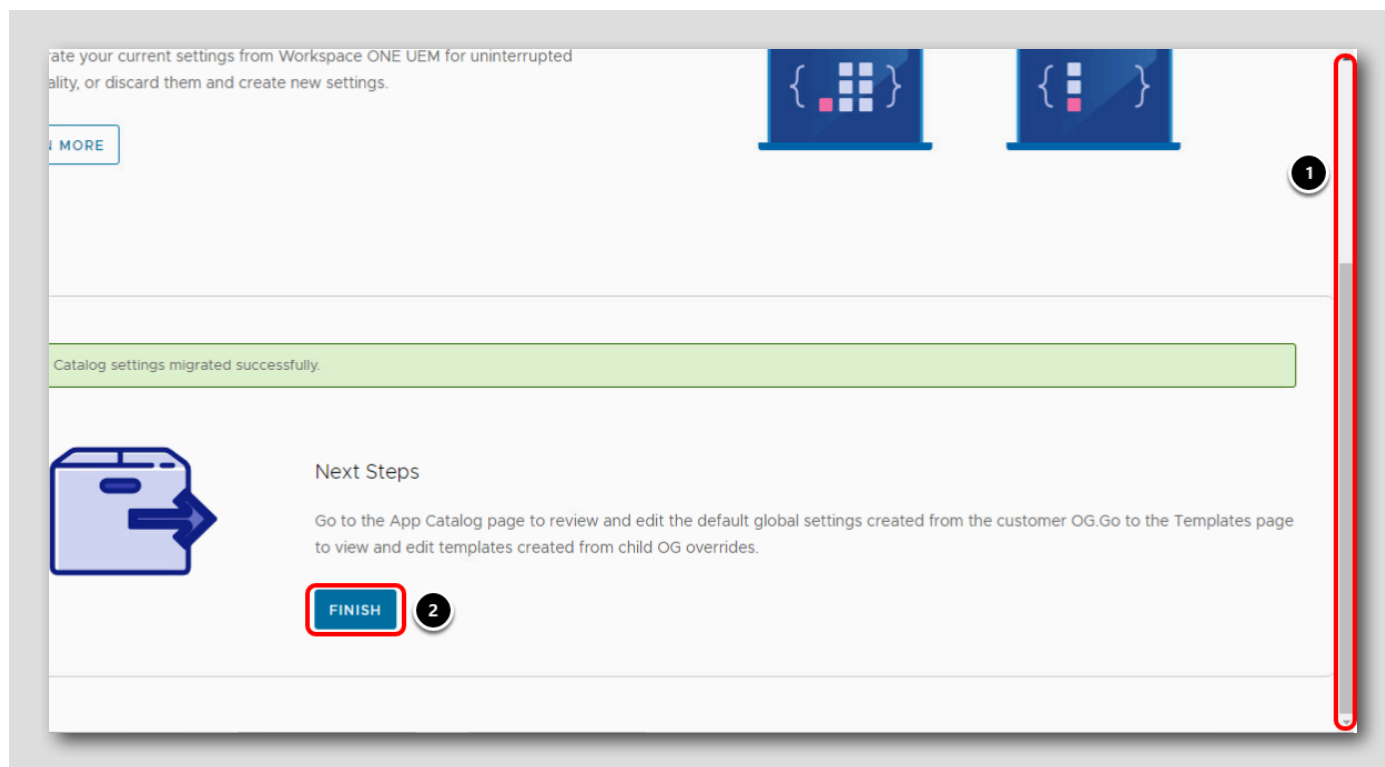 rate your current settings from Workspace ONE UEM for uninterrupted
ality, or discard them and create new settings.
N MORE
1
Catalog settings migrated successfully.
Next Steps
Go to the App Catalog page to review and edit the default global settings created from the customer OG.Go to the Templates page
to view and edit templates created from child OG overrides.
FINISH
2